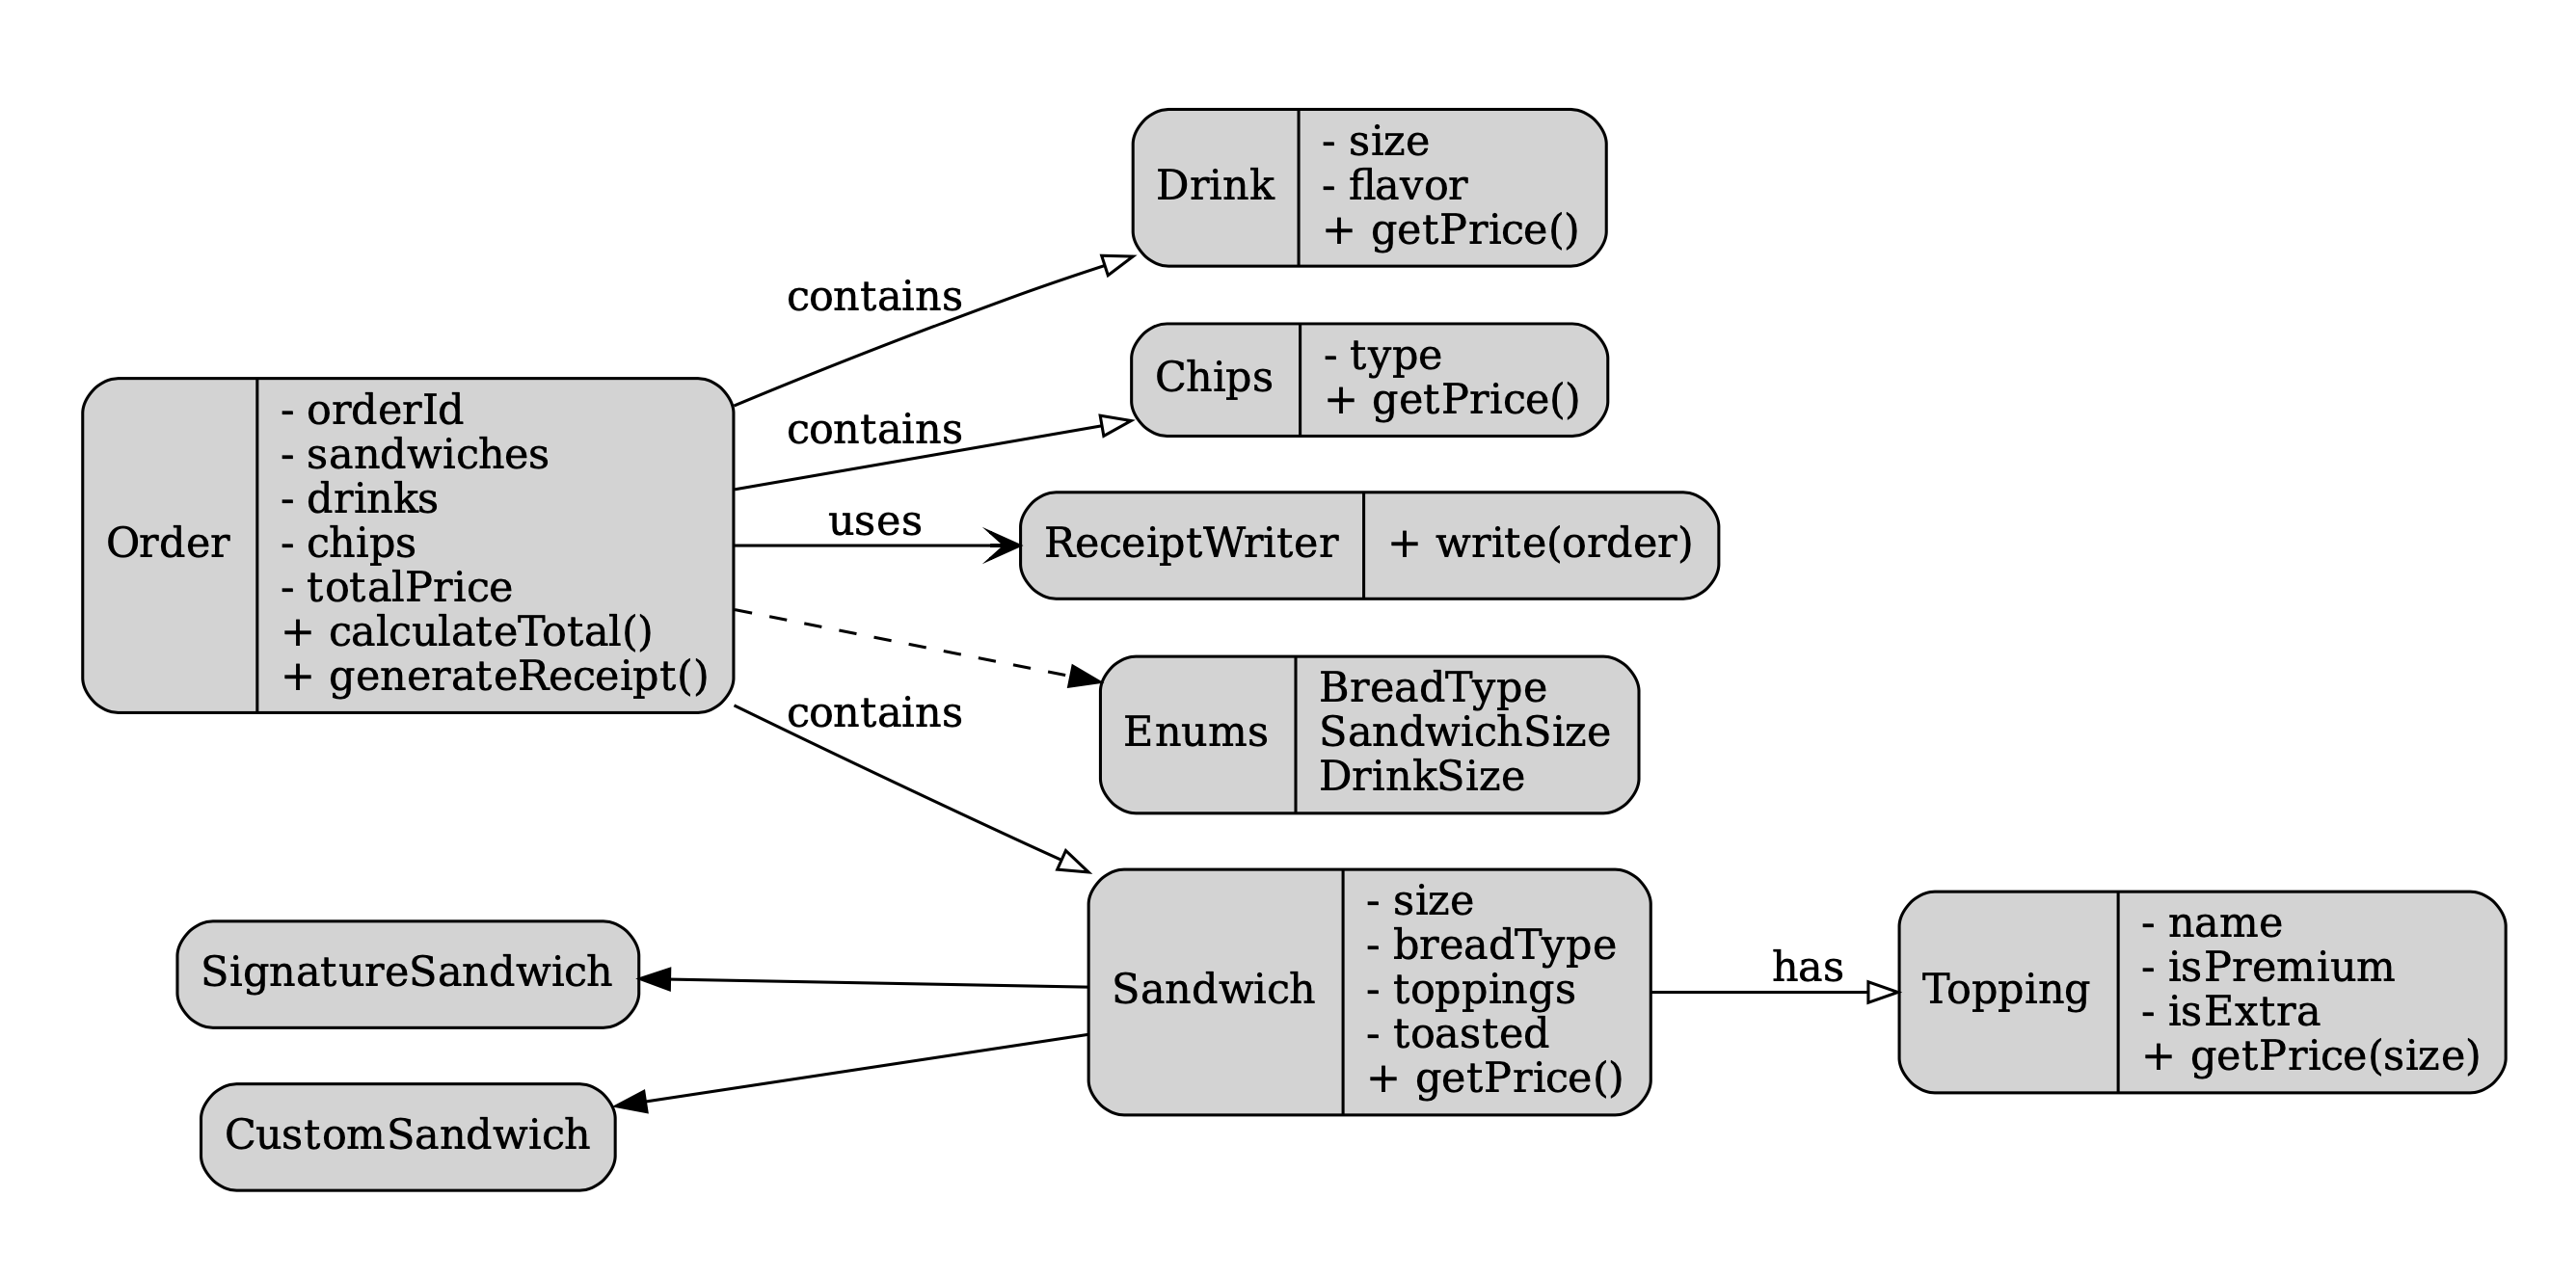 Drink
- size
- flavor
+ getPrice()
contains
Chips
- type
+ getPrice()
contains
Order
- orderId
- sandwiches
- drinks
- chips
- totalPrice
+ calculateTotal()
+ generateReceipt()
uses
ReceiptWriter
+ write(order)
Enums
BreadType
SandwichSize
DrinkSize
contains
Sandwich
- size
- breadType
- toppings
- toasted
+ getPrice()
has
Topping
- name
- isPremium
- isExtra
+ getPrice(size)
SignatureSandwich
CustomSandwich